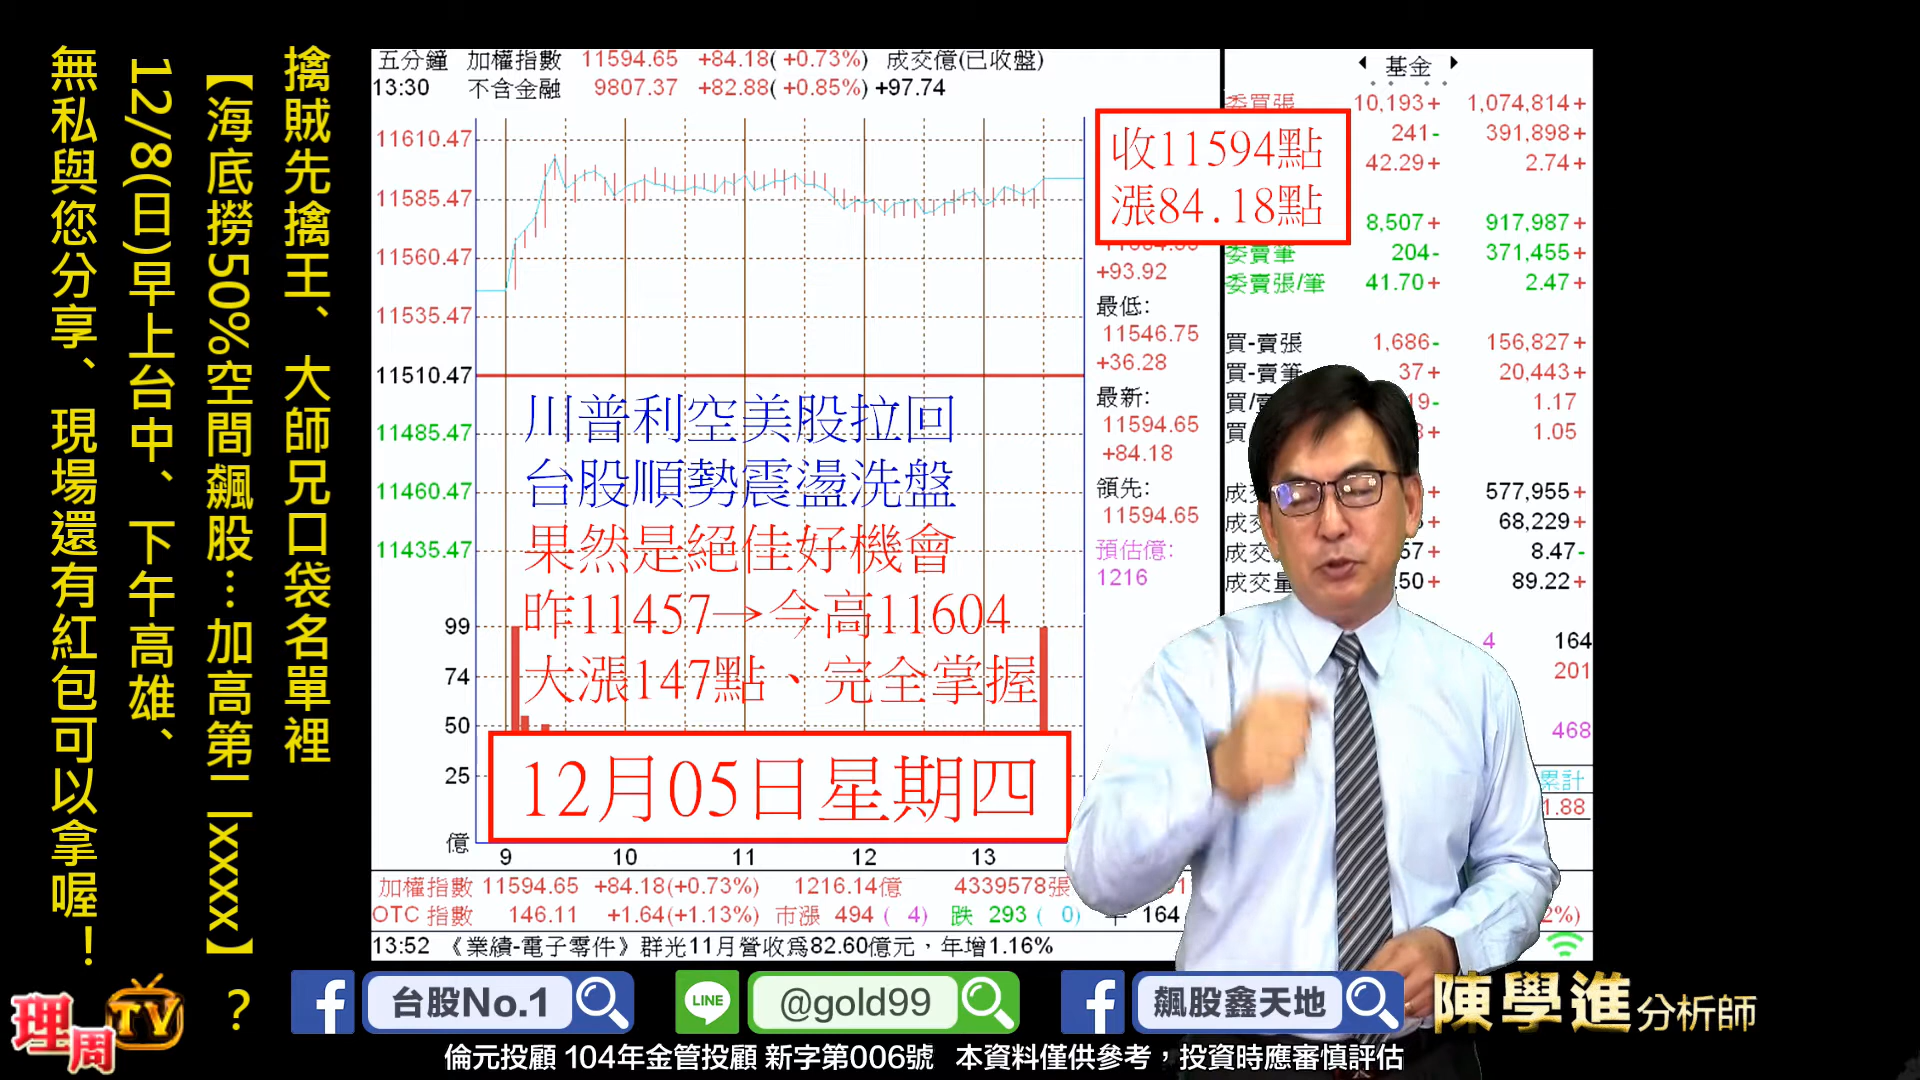 擒賊先擒王、大師兄口袋名單裡
【海底撈50%空間飆股…加高第二xxxx】?
12/8(日)早上台中、下午高雄、
無私與您分享、現場還有紅包可以拿喔!
五分鐘 加權指數 11594.65 +84.18( +0.73%) 成交億(已收盤)
13:30 不含金融 9807.37 +82.88( +0.85%) +97.74
11610.47
11585.47
11560.47
11535.47
11510.47
11485.47
11460.47
11435.47
99
74
50
25
億
9 10 11 12 13
川普利空美股拉回
台股順勢震盪洗盤
果然是絕佳好機會
昨11457→今高11604
大漲147點、完全掌握
12月05日星期四
收11594點
漲84.18點
+93.92
最低:
11546.75
+36.28
最新:
11594.65
+84.18
領先:
11594.65
預估億:
1216
基金
委買張 10,193+ 1,074,814+
241- 391,898+
42.29+ 2.74+
8,507+ 917,987+
委賣筆 204- 371,455+
委賣張/筆 41.70+ 2.47+
買-賣張 1,686- 156,827+
買-賣筆 37+ 20,443+
1.17
1.05
577,955+
68,229+
8.47-
89.22+
4 164
201
468
累計
1.88
加權指數 11594.65 +84.18(+0.73%) 1216.14億 4339578張
OTC 指數 146.11 +1.64(+1.13%) 市漲 494 ( 4) 跌 293 ( 0) 平 164
13:52 《業績-電子零件》群光11月營收為82.60億元，年增1.16%
理周TV
台股No.1
LINE
@gold99
飆股鑫天地
陳學進分析師
倫元投顧 104年金管投顧 新字第006號 本資料僅供參考，投資時應審慎評估